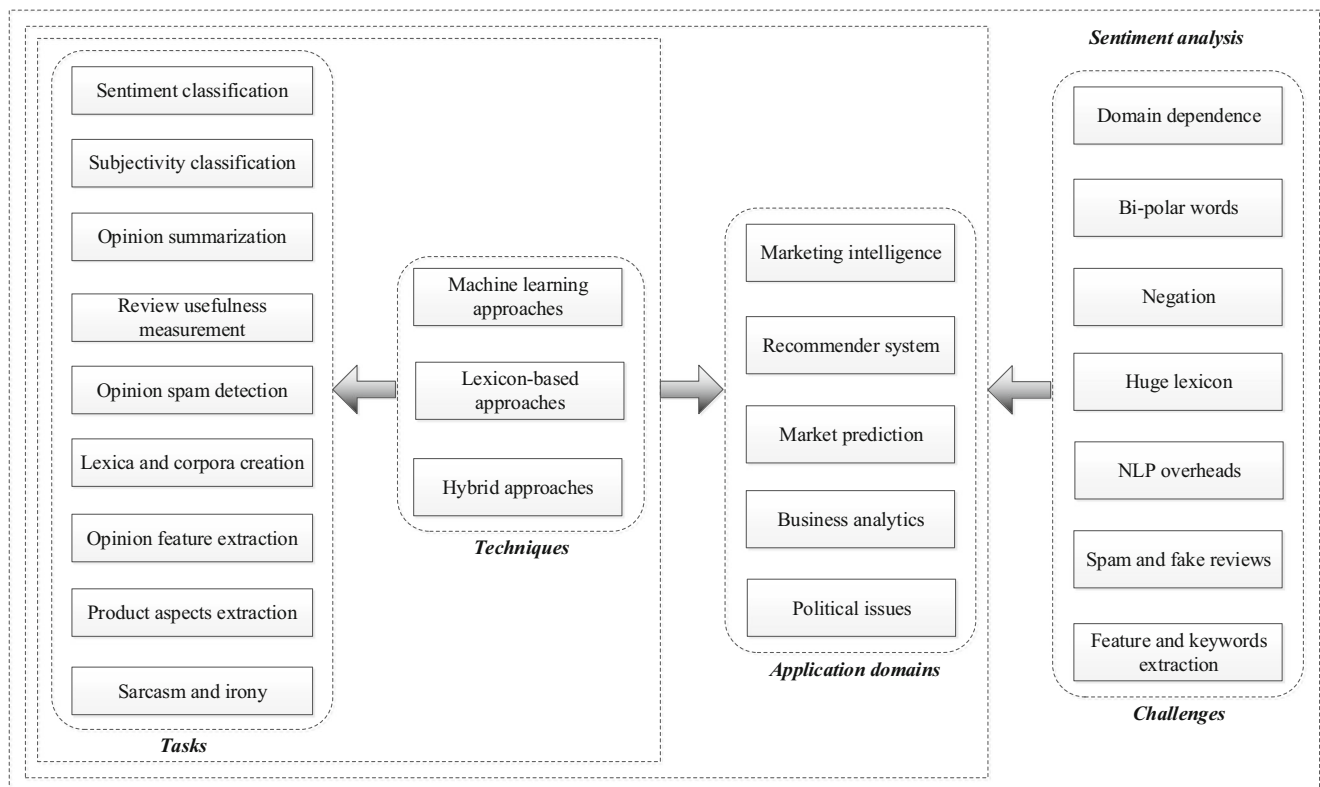 Sentiment analysis
Sentiment classification
Subjectivity classification
Opinion summarization
Review usefulness
measurement
Opinion spam detection
Lexica and corpora creation
Opinion feature extraction
Product aspects extraction
Sarcasm and irony
Tasks
Machine learning
approaches
Lexicon-based
approaches
Hybrid approaches
Techniques
Marketing intelligence
Recommender system
Market prediction
Business analytics
Political issues
Application domains
Domain dependence
Bi-polar words
Negation
Huge lexicon
NLP overheads
Spam and fake reviews
Feature and keywords
extraction
Challenges